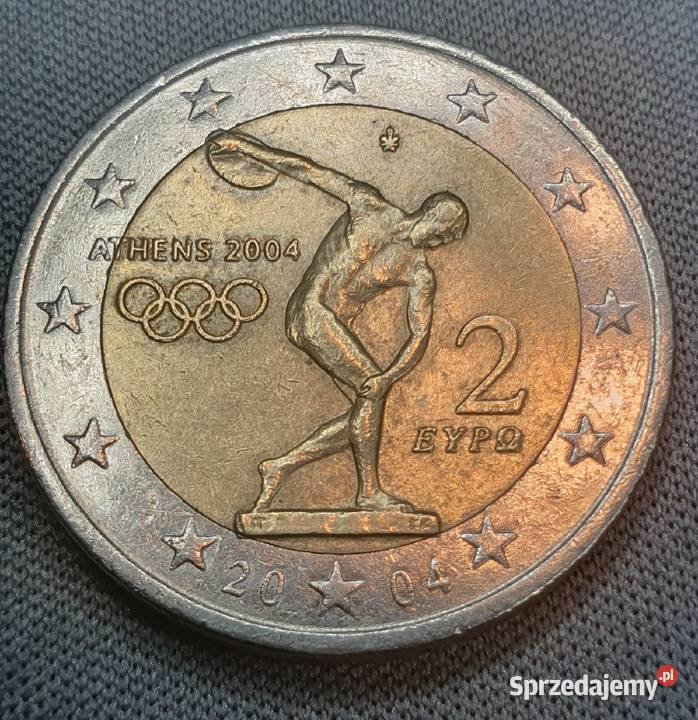 ATHENS 2004
2
ΕΥΡΩ
20 04
Sprzedajemy.pl